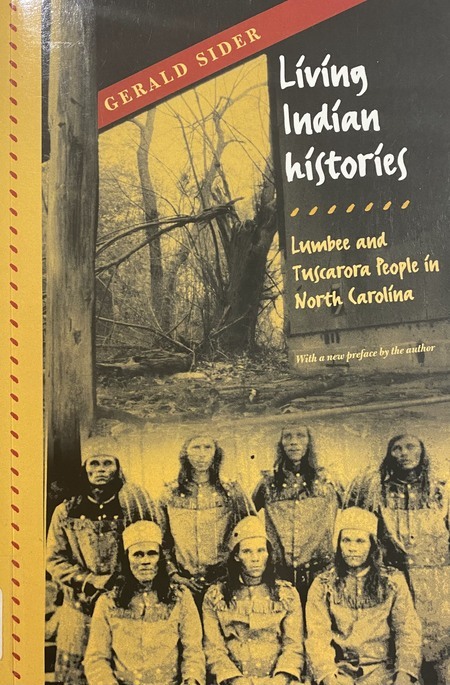 GERALD SIDER
Living
Indian
histories
Lumbee and
Tuscarora People in
North Carolina
With a new preface by the author